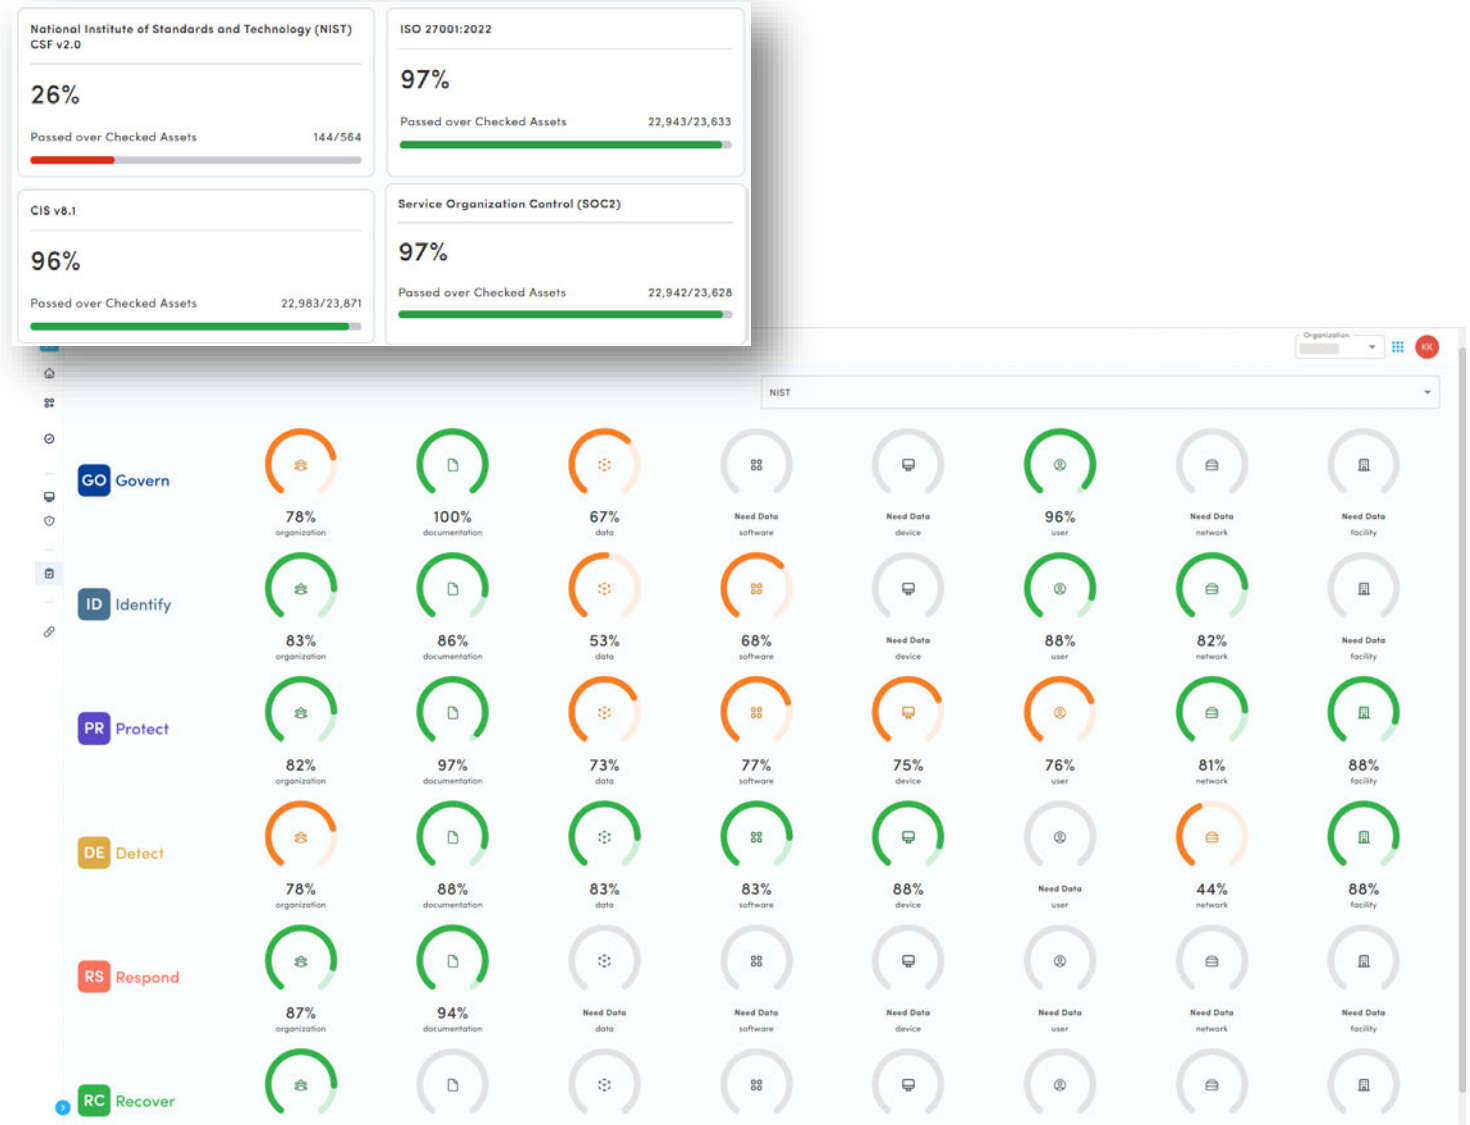 National Institute of Standards and Technology (NIST)
CSF v2.0
26%
Passed over Checked Assets 144/564
ISO 27001:2022
97%
Passed over Checked Assets 22,943/23,633
CIS v8.1
96%
Passed over Checked Assets 22,983/23,871
Service Organization Control (SOC2)
97%
Passed over Checked Assets 22,942/23,628
Organization
KK
NIST
GO Govern
78% 100% 67% Need Data Need Data 96% Need Data Need Data
organization documentation data software device user network facility
ID Identify
83% 86% 53% 68% Need Data 88% 82% Need Data
organization documentation data software device user network facility
PR Protect
82% 97% 73% 77% 75% 76% 81% 88%
organization documentation data software device user network facility
DE Detect
78% 88% 83% 83% 88% Need Data 44% 88%
organization documentation data software device user network facility
RS Respond
87% 94% Need Data Need Data Need Data Need Data Need Data Need Data
organization documentation data software device user network facility
RC Recover